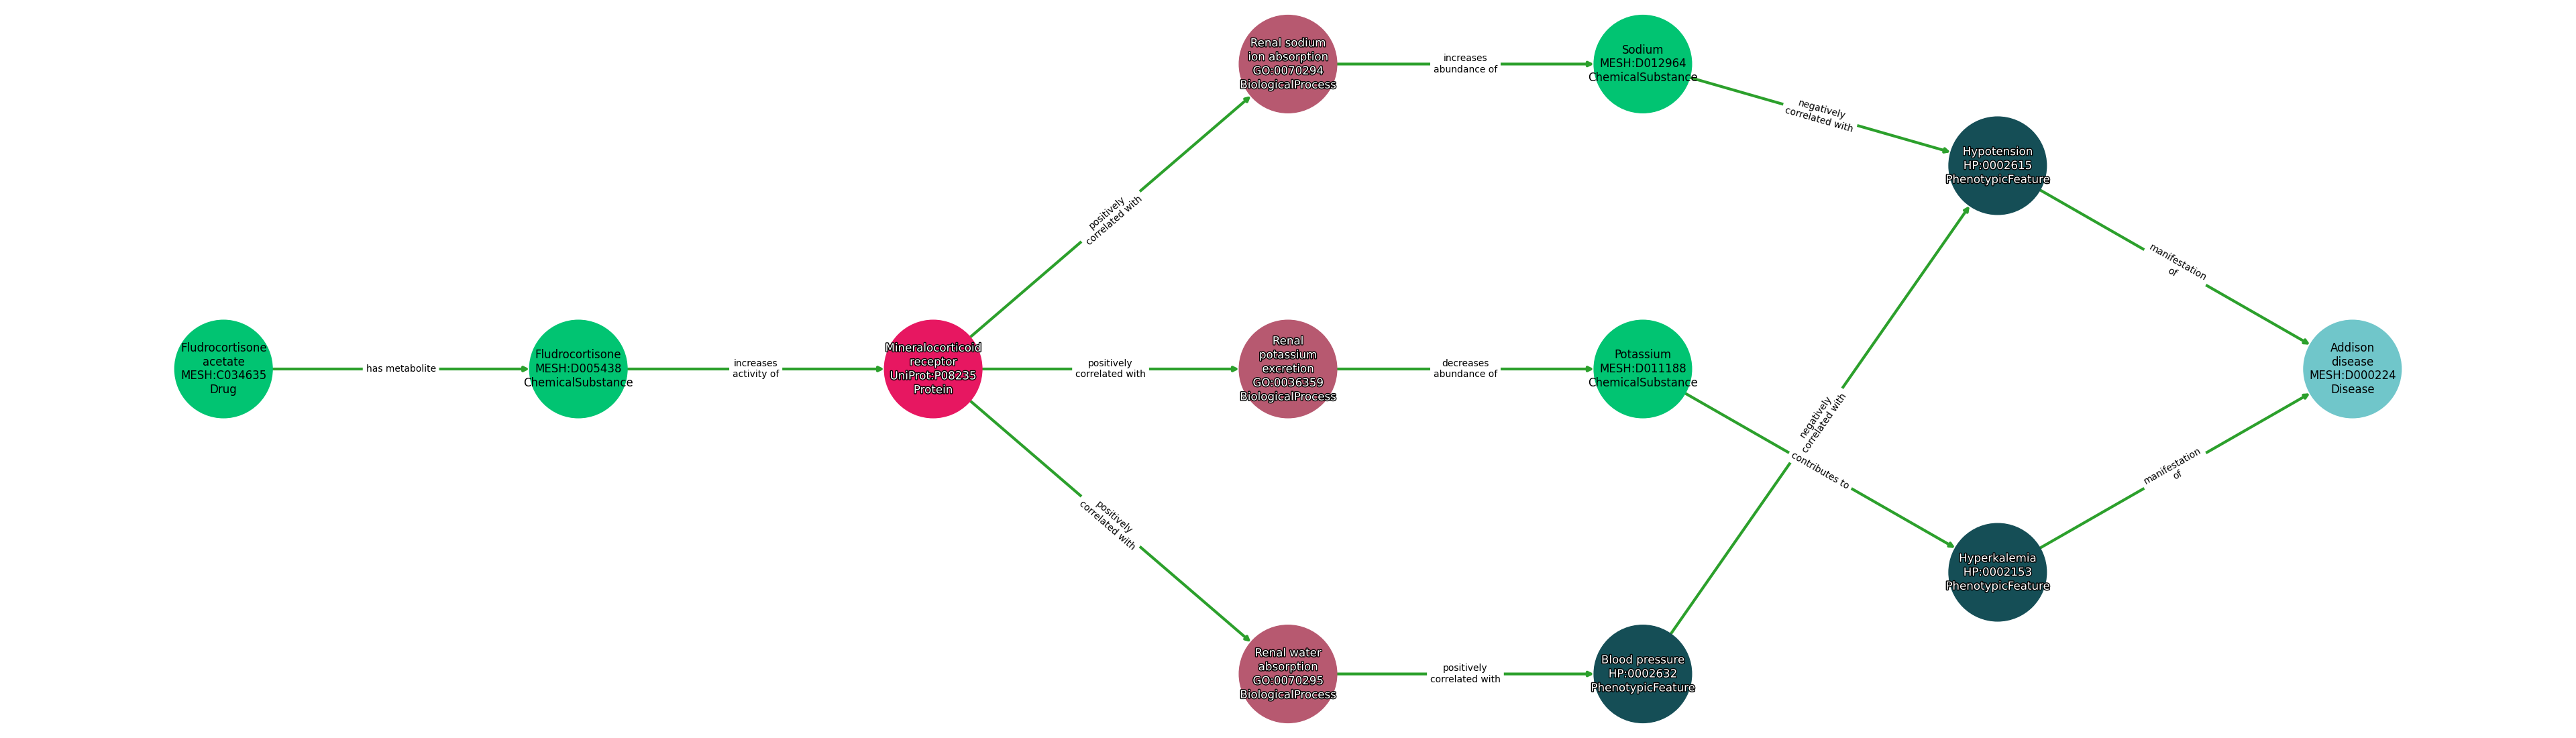 Fludrocortisone
acetate
MESH:C034635
Drug
has metabolite
Fludrocortisone
MESH:D005438
ChemicalSubstance
increases
activity of
Mineralocorticoid
receptor
UniProt:P08235
Protein
positively
correlated with
positively
correlated with
positively
correlated with
Renal sodium
ion absorption
GO:0070294
BiologicalProcess
increases
abundance of
Sodium
MESH:D012964
ChemicalSubstance
negatively
correlated with
Renal
potassium
excretion
GO:0036359
BiologicalProcess
decreases
abundance of
Potassium
MESH:D011188
ChemicalSubstance
contributes to
Renal water
absorption
GO:0070295
BiologicalProcess
positively
correlated with
Blood pressure
HP:0002632
PhenotypicFeature
negatively
correlated with
Hypotension
HP:0002615
PhenotypicFeature
manifestation
of
Hyperkalemia
HP:0002153
PhenotypicFeature
manifestation
of
Addison
disease
MESH:D000224
Disease